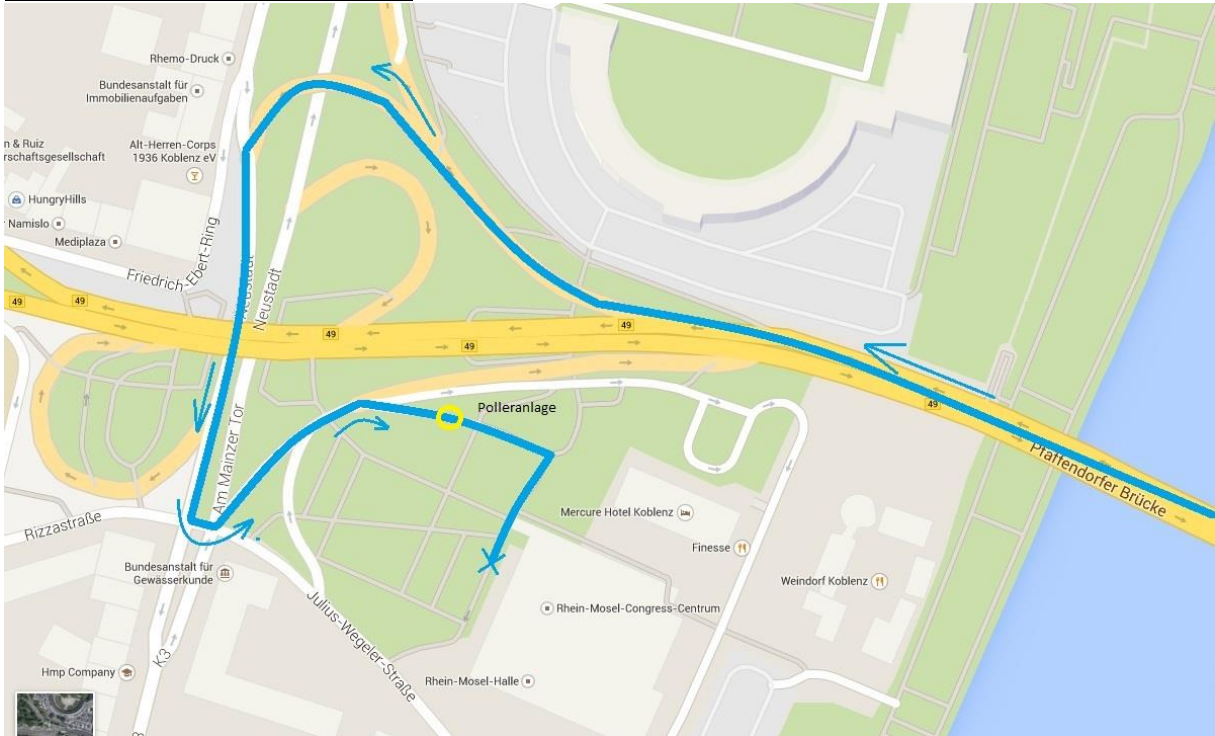 Rhemo-Druck
Bundesanstalt für
Immobilienaufgaben
n & Ruiz
rschaftsgesellschaft
Alt-Herren-Corps
1936 Koblenz eV
HungryHills
Namislo
Mediplaza
Friedrich-Ebert-Ring
Neustadt
Neustadt
49
49
49
49
49
49
Polleranlage
Pfaffendorfer Brücke
Am Mainzer Tor
Rizzastraße
Mercure Hotel Koblenz
Finesse
Bundesanstalt für
Gewässerkunde
Weindorf Koblenz
Rhein-Mosel-Congress-Centrum
Julius-Wegeler-Straße
K3
Hmp Company
Rhein-Mosel-Halle